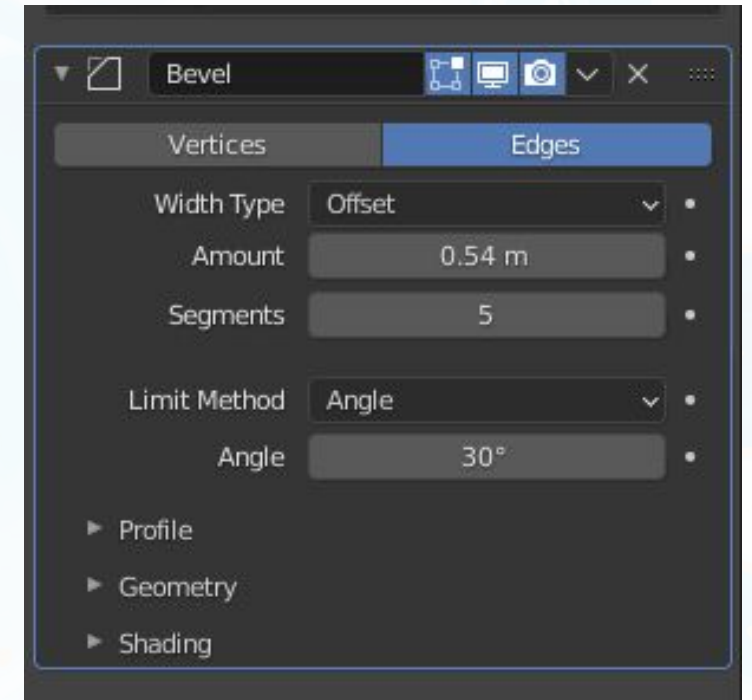 Bevel
Vertices Edges
Width Type Offset
Amount 0.54 m
Segments 5
Limit Method Angle
Angle 30°
Profile
Geometry
Shading